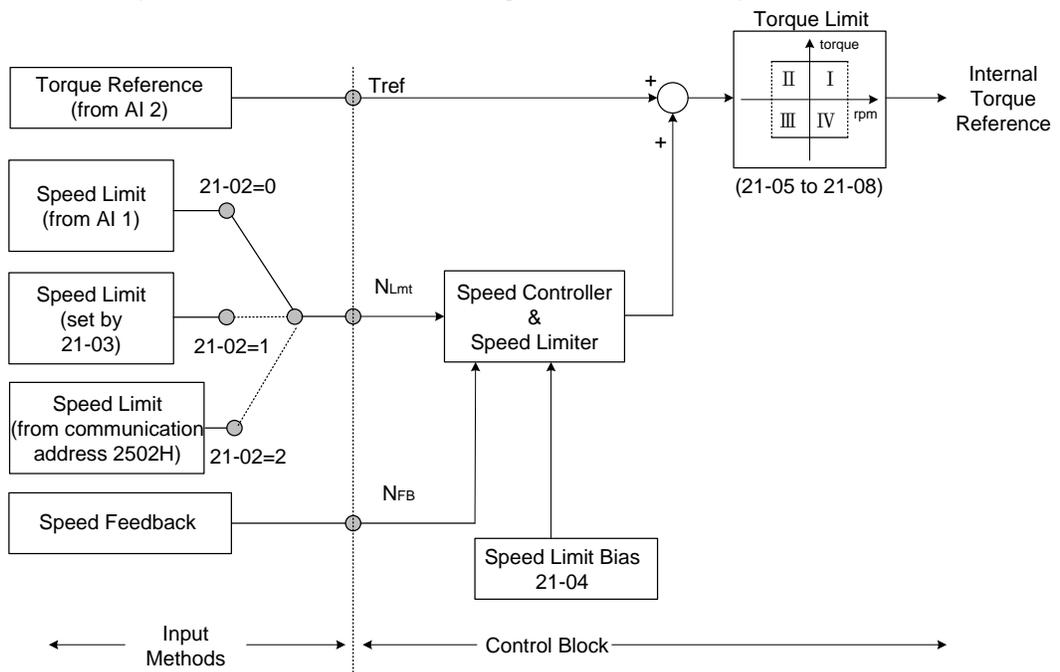 Torque Limit
torque
II I
rpm
III IV
(21-05 to 21-08)
Internal
Torque
Reference
Torque Reference
(from AI 2)
Tref
+
+
Speed Limit
(from AI 1)
21-02=0
Speed Limit
(set by
21-03)
21-02=1
NLmt
Speed Controller
&
Speed Limiter
Speed Limit
(from communication
address 2502H)
21-02=2
Speed Feedback
NFB
Speed Limit Bias
21-04
Input
Methods
Control Block